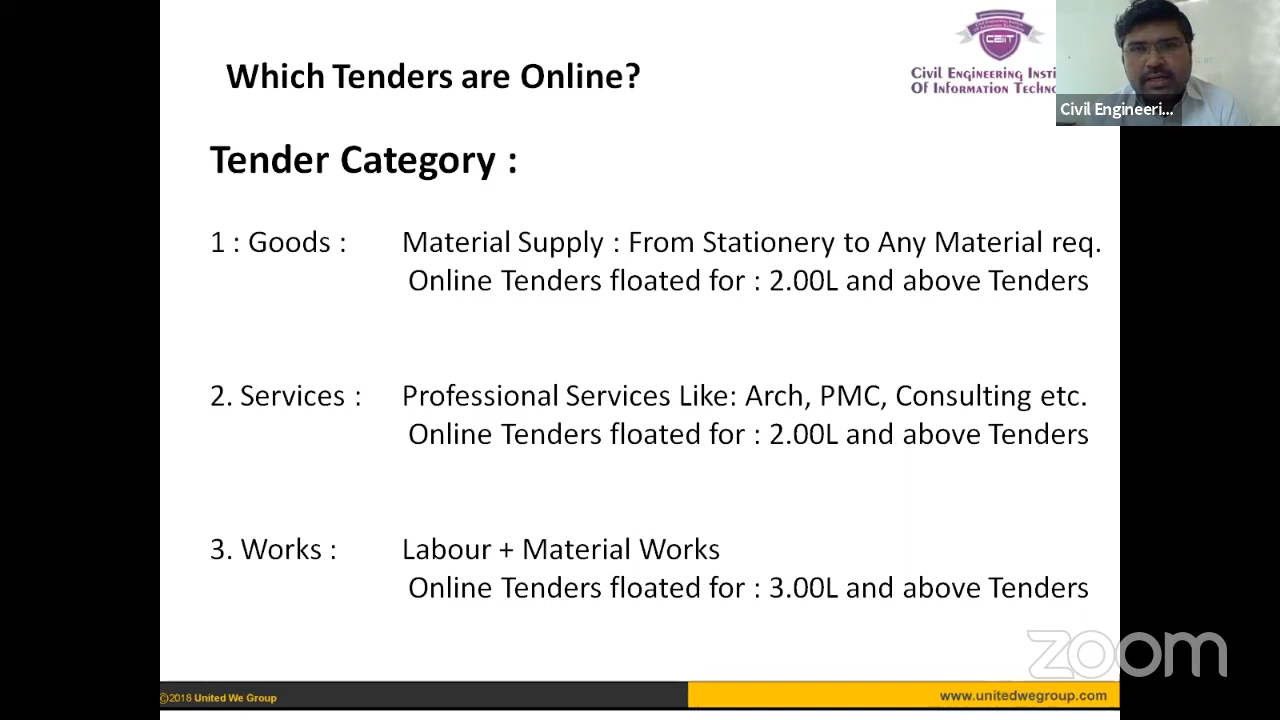 Which Tenders are Online?
CEIIT
Civil Engineering Insti
Of Information Techno
Civil Engineeri...
Tender Category :
1 : Goods : Material Supply : From Stationery to Any Material req.
Online Tenders floated for : 2.00L and above Tenders
2. Services : Professional Services Like: Arch, PMC, Consulting etc.
Online Tenders floated for : 2.00L and above Tenders
3. Works : Labour + Material Works
Online Tenders floated for : 3.00L and above Tenders
zoom
©2018 United We Group
www.unitedwegroup.com